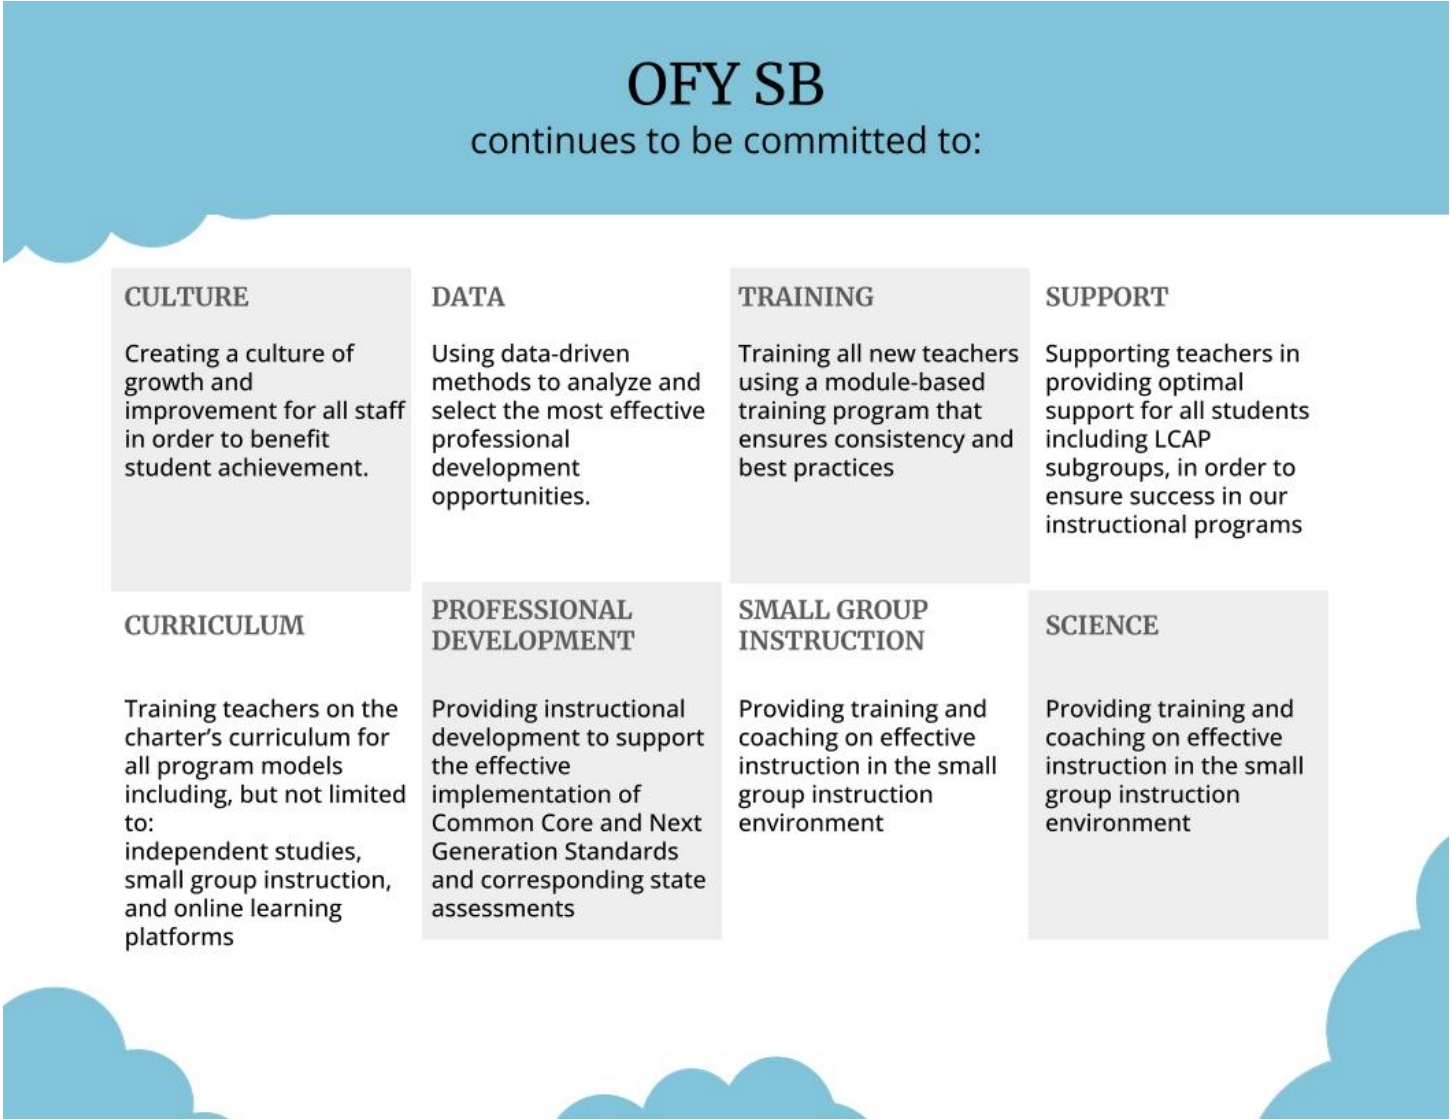 OFY SB
continues to be committed to:
CULTURE
Creating a culture of
growth and
improvement for all staff
in order to benefit
student achievement.
DATA
Using data-driven
methods to analyze and
select the most effective
professional
development
opportunities.
TRAINING
Training all new teachers
using a module-based
training program that
ensures consistency and
best practices
SUPPORT
Supporting teachers in
providing optimal
support for all students
including LCAP
subgroups, in order to
ensure success in our
instructional programs
CURRICULUM
Training teachers on the
charter’s curriculum for
all program models
including, but not limited
to:
independent studies,
small group instruction,
and online learning
platforms
PROFESSIONAL
DEVELOPMENT
Providing instructional
development to support
the effective
implementation of
Common Core and Next
Generation Standards
and corresponding state
assessments
SMALL GROUP
INSTRUCTION
Providing training and
coaching on effective
instruction in the small
group instruction
environment
SCIENCE
Providing training and
coaching on effective
instruction in the small
group instruction
environment